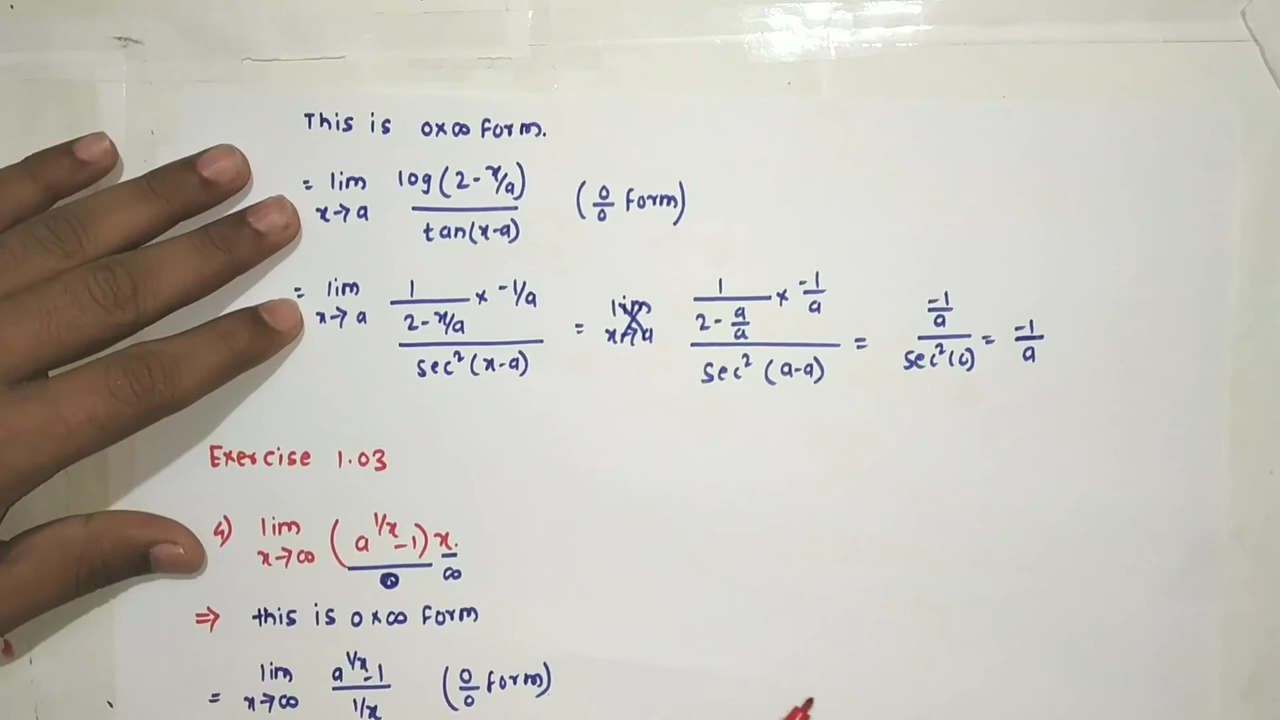 This is 0×∞ form.
= lim x→a log(2-x/a) / tan(x-a) (0/0 form)
= lim x→a (1/(2-x/a) × -1/a) / sec²(x-a) = lim x→a (1/(2-a/a) × -1/a) / sec²(a-a) = (-1/a) / sec²(0) = -1/a
Exercise 1.03
4) lim x→∞ (a^1/x -1) x.
0 ∞
⇒ this is 0×∞ form
= lim x→∞ (a^1/x -1) / (1/x) (0/0 form)